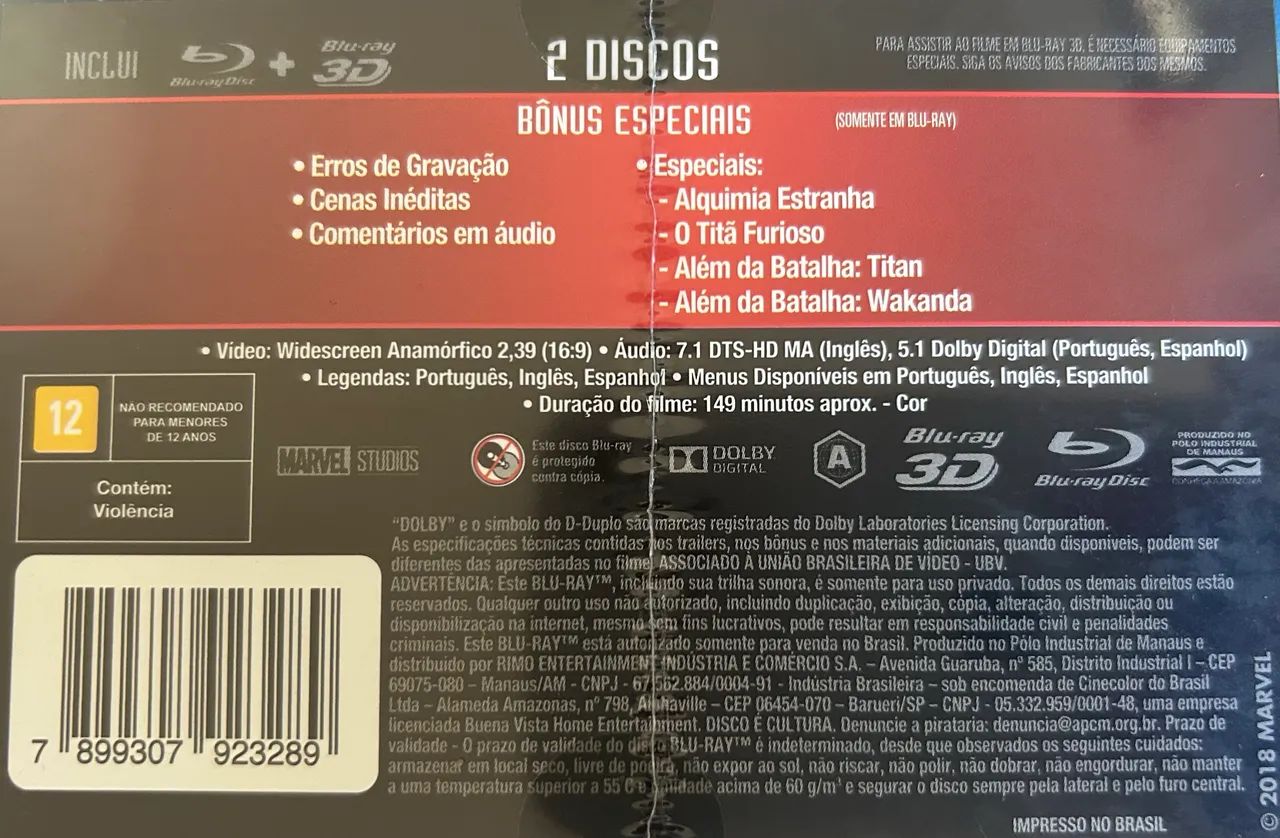 INCLUI Blu-ray Disc + Blu-ray 3D
2 DISCOS
PARA ASSISTIR AO FILME EM BLU-RAY 3D, É NECESSÁRIO EQUIPAMENTOS
ESPECIAIS. SIGA OS AVISOS DOS FABRICANTES DOS MESMOS.
BÔNUS ESPECIAIS (SOMENTE EM BLU-RAY)
• Erros de Gravação
• Cenas Inéditas
• Comentários em áudio
• Especiais:
- Alquimia Estranha
- O Titã Furioso
- Além da Batalha: Titan
- Além da Batalha: Wakanda
• Vídeo: Widescreen Anamórfico 2,39 (16:9) • Áudio: 7.1 DTS-HD MA (Inglês), 5.1 Dolby Digital (Português, Espanhol)
• Legendas: Português, Inglês, Espanhol • Menus Disponíveis em Português, Inglês, Espanhol
• Duração do filme: 149 minutos aprox. - Cor
12
NÃO RECOMENDADO
PARA MENORES
DE 12 ANOS
Contém:
Violência
MARVEL STUDIOS
Este disco Blu-ray
é protegido
contra cópia.
DOLBY
DIGITAL
A
Blu-ray
3D
Blu-ray Disc
PRODUZIDO NO
PÓLO INDUSTRIAL
DE MANAUS
CONHEÇA A AMAZÔNIA
"DOLBY" e o símbolo do D-Duplo são marcas registradas do Dolby Laboratories Licensing Corporation.
As especificações técnicas contidas nos trailers, nos bônus e nos materiais adicionais, quando disponíveis, podem ser
diferentes das apresentadas no filme. ASSOCIADO À UNIÃO BRASILEIRA DE VÍDEO - UBV.
ADVERTÊNCIA: Este BLU-RAY™, incluindo sua trilha sonora, é somente para uso privado. Todos os demais direitos estão
reservados. Qualquer outro uso não autorizado, incluindo duplicação, exibição, cópia, alteração, distribuição ou
disponibilização na internet, mesmo sem fins lucrativos, pode resultar em responsabilidade civil e penalidades
criminais. Este BLU-RAY™ está autorizado somente para venda no Brasil. Produzido no Pólo Industrial de Manaus e
distribuído por RIMO ENTERTAINMENT INDÚSTRIA E COMÉRCIO S.A. – Avenida Guaruba, nº 585, Distrito Industrial I – CEP
69075-080 – Manaus/AM - CNPJ - 67.562.884/0004-91 - Indústria Brasileira – sob encomenda de Cinecolor do Brasil
Ltda – Alameda Amazonas, nº 798, Alphaville – CEP 06454-070 – Barueri/SP – CNPJ - 05.332.959/0001-48, uma empresa
licenciada Buena Vista Home Entertainment. DISCO É CULTURA. Denuncie a pirataria: denuncia@apcm.org.br. Prazo de
validade - O prazo de validade do BLU-RAY™ é indeterminado, desde que observados os seguintes cuidados:
armazenar em local seco, livre de poeira, não expor ao sol, não riscar, não polir, não dobrar, não engordurar, não manter
a uma temperatura superior a 55°C e umidade acima de 60 g/m³ e segurar o disco sempre pela lateral e pelo furo central.
7 899307 923289
IMPRESSO NO BRASIL
© 2018 MARVEL